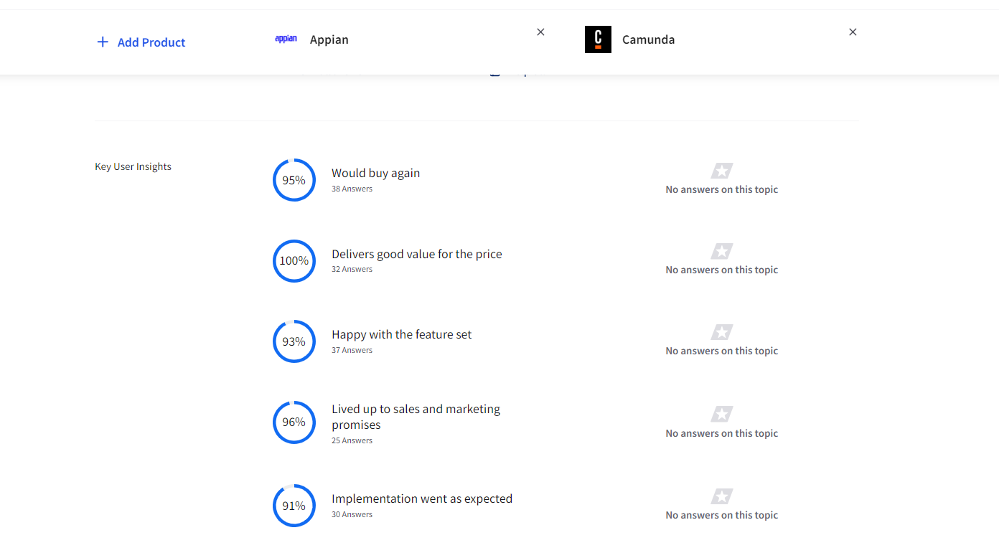 Add Product
appian
Appian
C
Camunda
Key User Insights
95%
Would buy again
38 Answers
No answers on this topic
100%
Delivers good value for the price
32 Answers
No answers on this topic
93%
Happy with the feature set
37 Answers
No answers on this topic
96%
Lived up to sales and marketing
promises
25 Answers
No answers on this topic
91%
Implementation went as expected
30 Answers
No answers on this topic